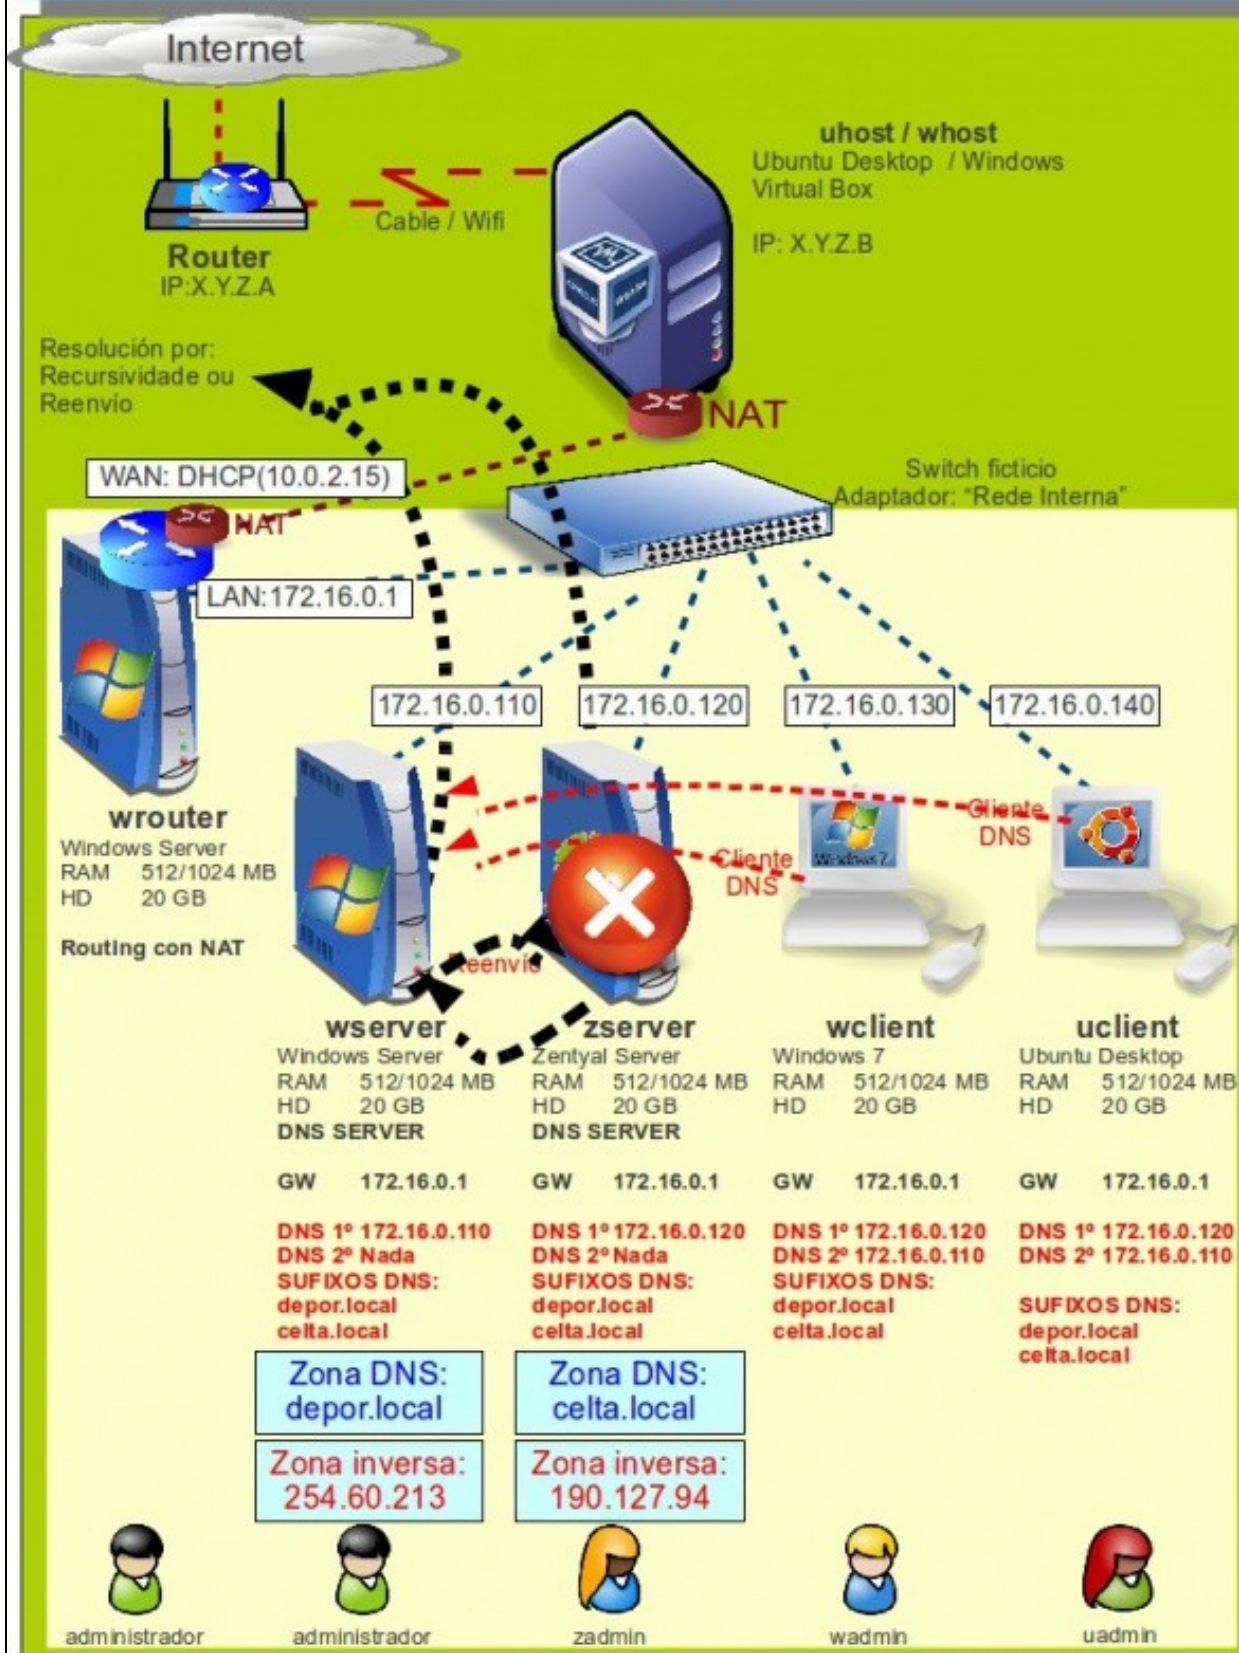 Internet
uhost / whost
Ubuntu Desktop / Windows
Virtual Box
IP: X.Y.Z.B
Cable / Wifi
Router
IP:X.Y.Z.A
Resolución por:
Recursividade ou
Reenvío
NAT
WAN: DHCP(10.0.2.15)
Switch ficticio
Adaptador: “Rede Interna”
NAT
LAN:172.16.0.1
172.16.0.110
172.16.0.120
172.16.0.130
172.16.0.140
wrouter
Windows Server
RAM 512/1024 MB
HD 20 GB
Routing con NAT
Cliente
DNS
Cliente
DNS
Windows 7
Reenvío
wserver
Windows Server
RAM 512/1024 MB
HD 20 GB
DNS SERVER
GW 172.16.0.1
DNS 1º 172.16.0.110
DNS 2º Nada
SUFIXOS DNS:
depor.local
celta.local
Zona DNS:
depor.local
Zona inversa:
254.60.213
zserver
Zentyal Server
RAM 512/1024 MB
HD 20 GB
DNS SERVER
GW 172.16.0.1
DNS 1º 172.16.0.120
DNS 2º Nada
SUFIXOS DNS:
depor.local
celta.local
Zona DNS:
celta.local
Zona inversa:
190.127.94
wclient
Windows 7
RAM 512/1024 MB
HD 20 GB
GW 172.16.0.1
DNS 1º 172.16.0.120
DNS 2º 172.16.0.110
SUFIXOS DNS:
depor.local
celta.local
uclient
Ubuntu Desktop
RAM 512/1024 MB
HD 20 GB
GW 172.16.0.1
DNS 1º 172.16.0.120
DNS 2º 172.16.0.110
SUFIXOS DNS:
depor.local
celta.local
administrador
administrador
zadmin
wadmin
uadmin